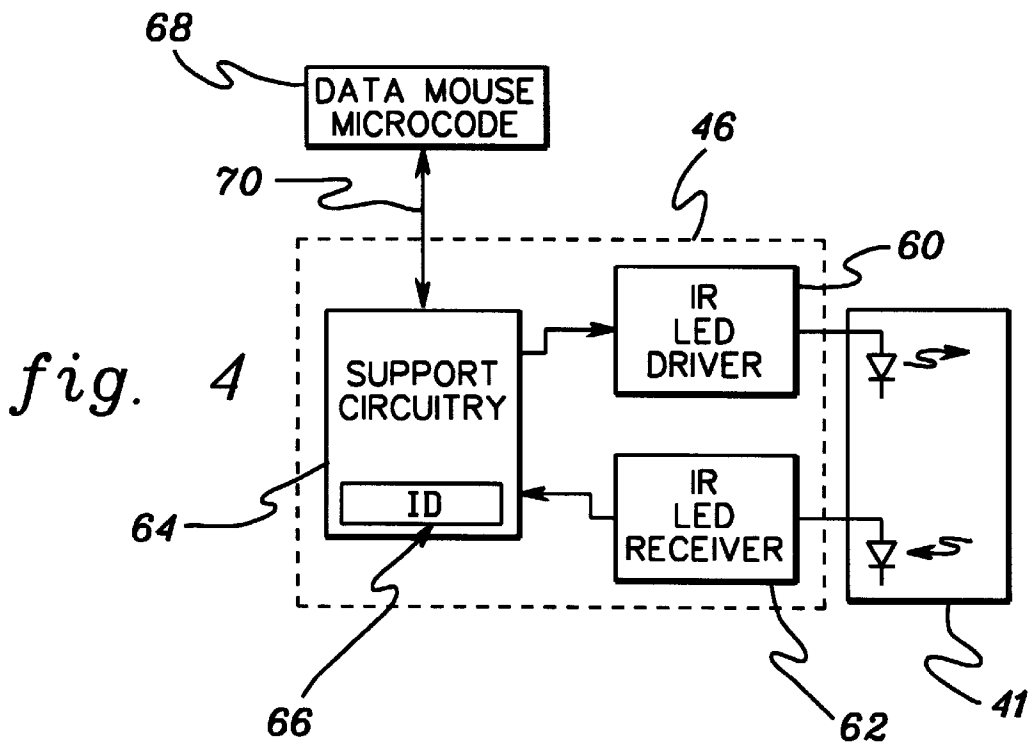 68
DATA MOUSE
MICROCODE
70
46
60
IR
LED
DRIVER
fig. 4
SUPPORT
CIRCUITRY
ID
64
IR
LED
RECEIVER
66
62
41